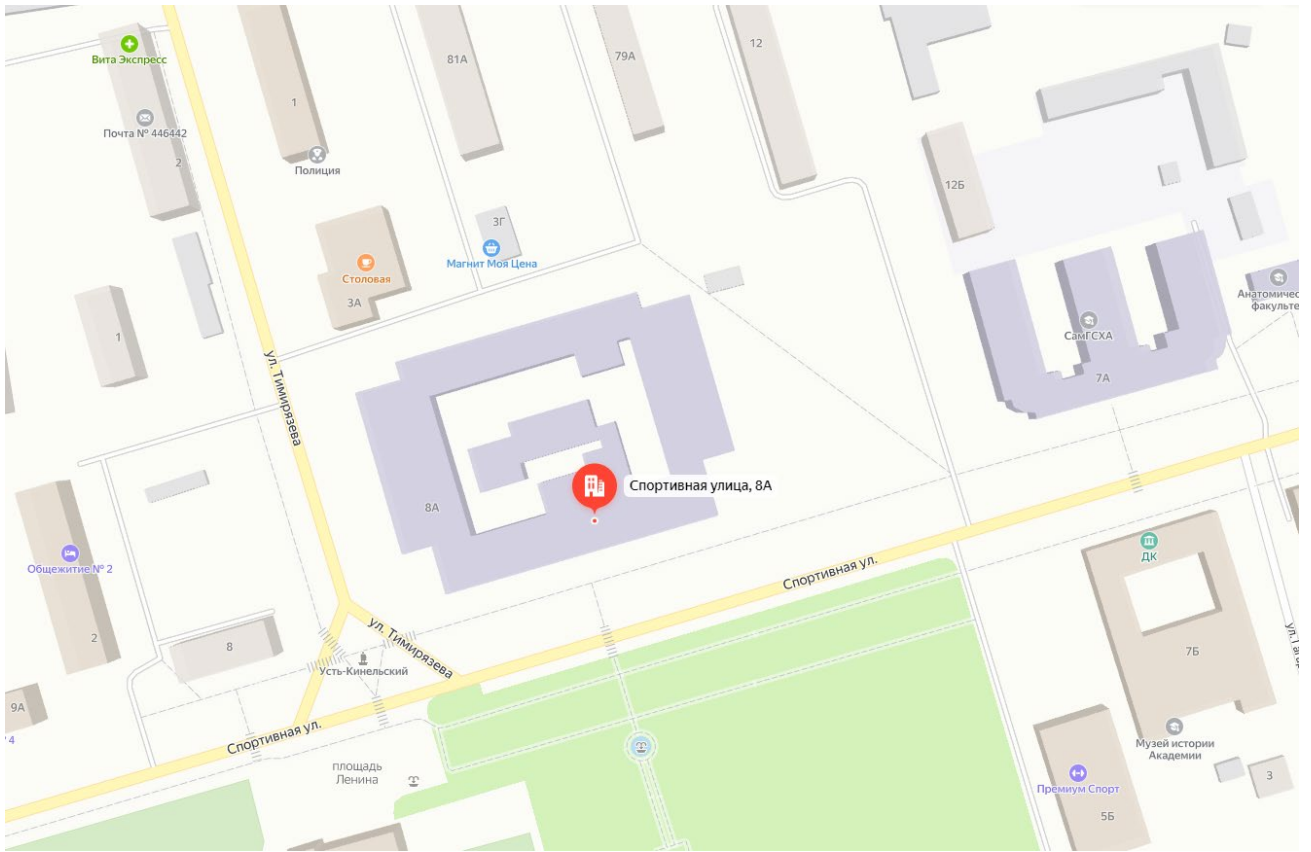 Вита Экспресс
Почта № 446442
2
1
Полиция
81А
79А
12
12Б
3Г
Магнит Моя Цена
Столовая
3А
1
ул. Тимирязева
СамГСХА
7А
Анатомичес
факульте
8А
Спортивная улица, 8А
Общежитие № 2
2
8
ул. Тимирязева
Усть-Кинельский
Спортивная ул.
ДК
7Б
9А
4
Спортивная ул.
площадь
Ленина
Музей истории
Академии
Премиум Спорт
5Б
3